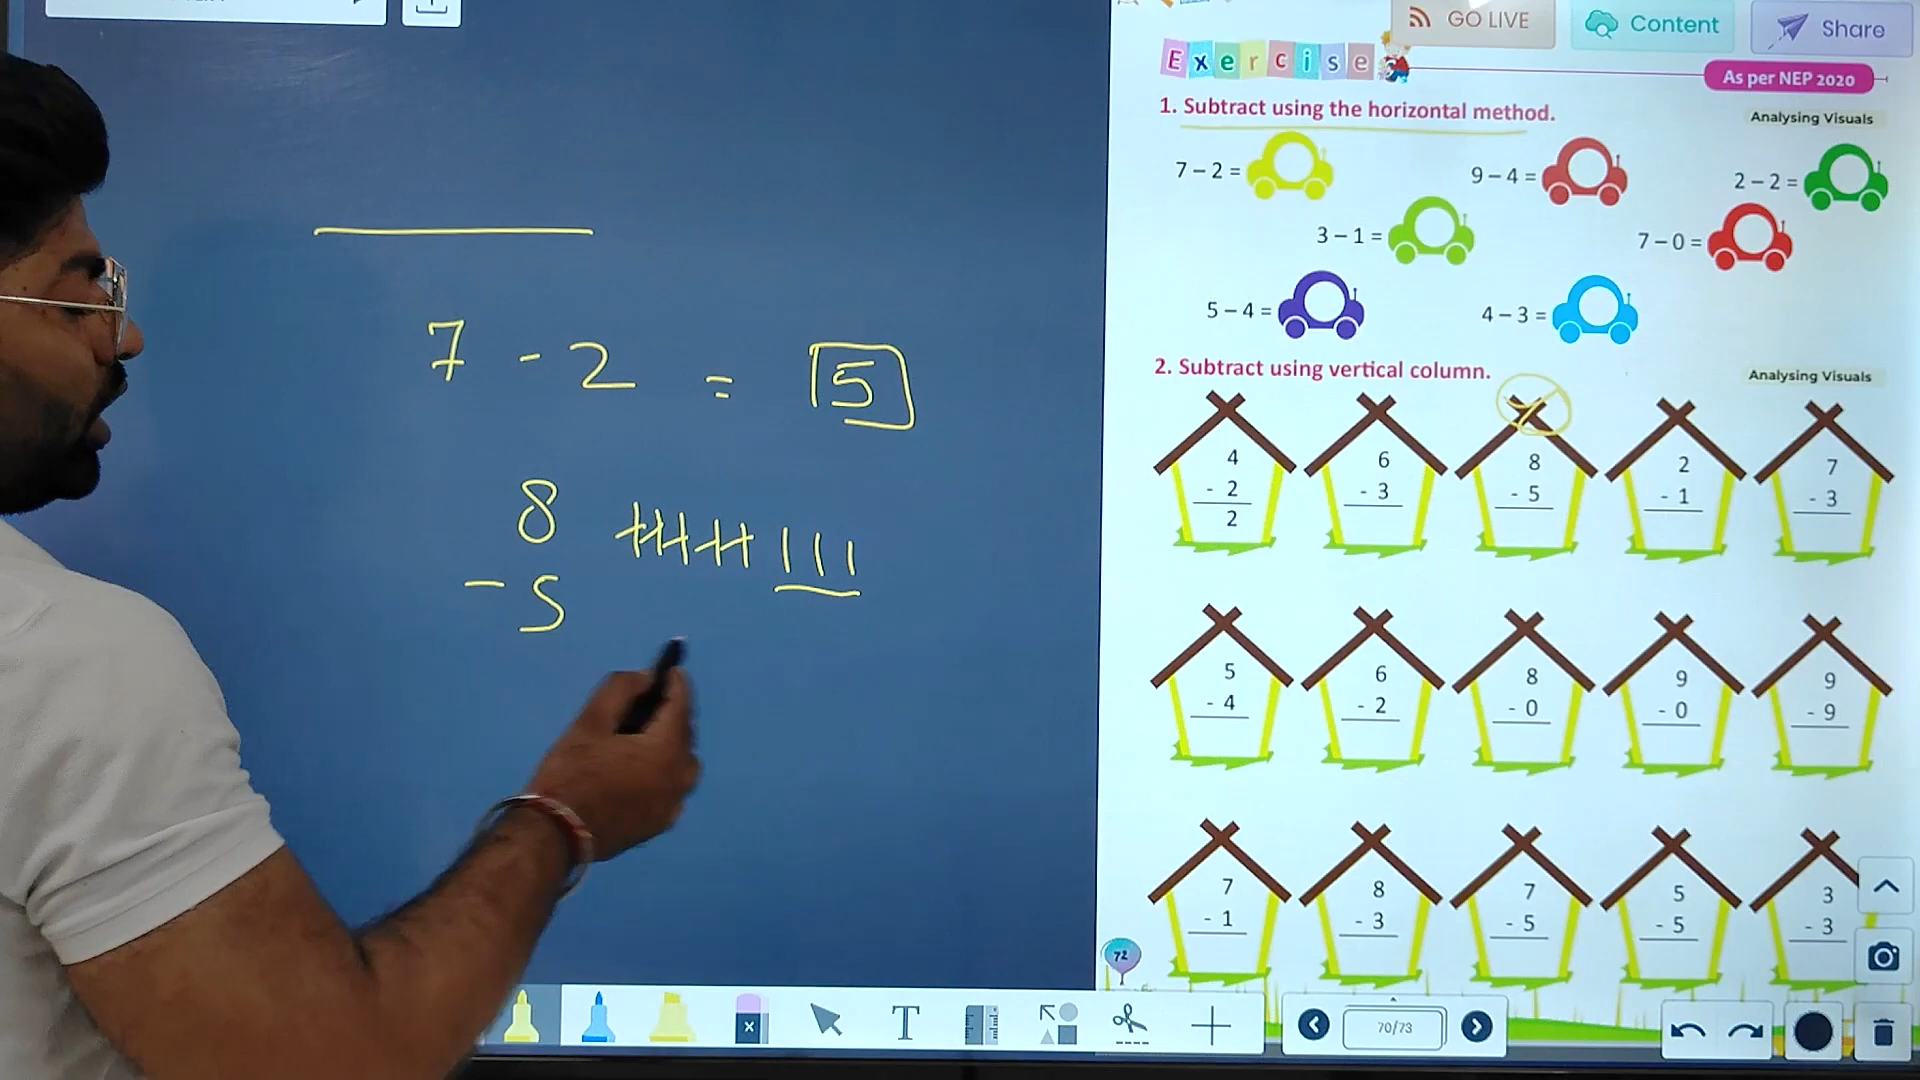 GO LIVE
Content
Share
Exercise
As per NEP 2020
1. Subtract using the horizontal method.
Analysing Visuals
7 – 2 =
9 – 4 =
2 – 2 =
3 – 1 =
7 – 0 =
5 – 4 =
4 – 3 =
2. Subtract using vertical column.
Analysing Visuals
4 6 8 2 7
- 2 - 3 - 5 - 1 - 3
2
5 6 8 9 9
- 4 - 2 - 0 - 0 - 9
7 8 7 5 3
- 1 - 3 - 5 - 5 - 3
72
7 - 2 = 5
8
- 5
T
70/73